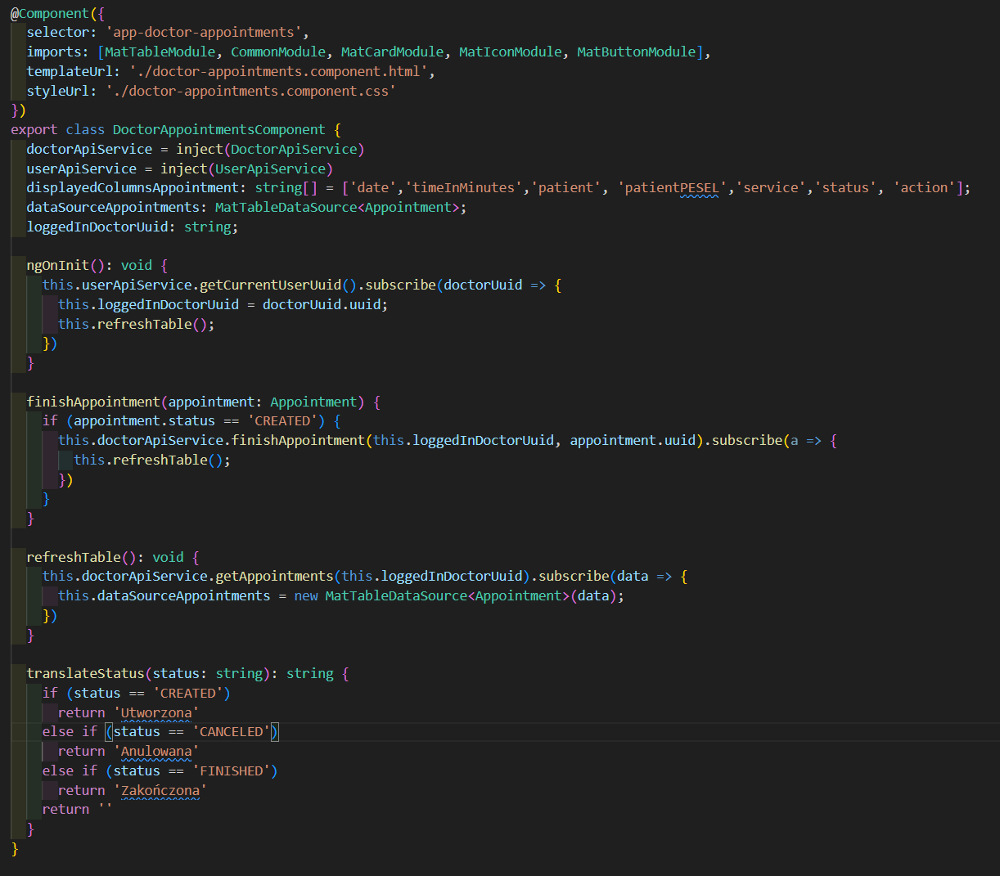 @Component({
  selector: 'app-doctor-appointments',
  imports: [MatTableModule, CommonModule, MatCardModule, MatIconModule, MatButtonModule],
  templateUrl: './doctor-appointments.component.html',
  styleUrl: './doctor-appointments.component.css'
})
export class DoctorAppointmentsComponent {
  doctorApiService = inject(DoctorApiService)
  userApiService = inject(UserApiService)
  displayedColumnsAppointment: string[] = ['date','timeInMinutes','patient', 'patientPESEL','service','status', 'action'];
  dataSourceAppointments: MatTableDataSource<Appointment>;
  loggedInDoctorUuid: string;

  ngOnInit(): void {
    this.userApiService.getCurrentUserUuid().subscribe(doctorUuid => {
      this.loggedInDoctorUuid = doctorUuid.uuid;
      this.refreshTable();
    })
  }

  finishAppointment(appointment: Appointment) {
    if (appointment.status == 'CREATED') {
      this.doctorApiService.finishAppointment(this.loggedInDoctorUuid, appointment.uuid).subscribe(a => {
        this.refreshTable();
      })
    }
  }

  refreshTable(): void {
    this.doctorApiService.getAppointments(this.loggedInDoctorUuid).subscribe(data => {
      this.dataSourceAppointments = new MatTableDataSource<Appointment>(data);
    })
  }

  translateStatus(status: string): string {
    if (status == 'CREATED')
      return 'Utworzona'
    else if (status == 'CANCELED')
      return 'Anulowana'
    else if (status == 'FINISHED')
      return 'Zakończona'
    return ''
  }
}